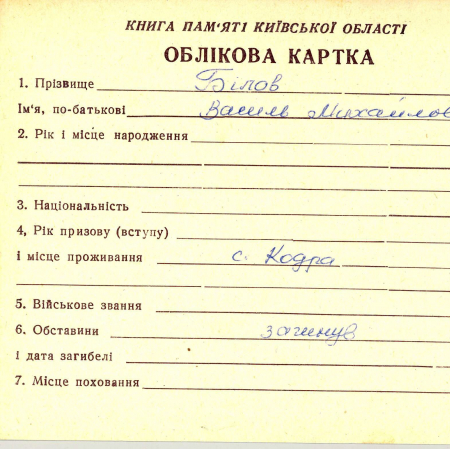 КНИГА ПАМ'ЯТІ КИЇВСЬКОЇ ОБЛАСТІ
ОБЛІКОВА КАРТКА
1. Прізвище Білов
Ім'я, по-батькові Василь Михайлов
2. Рік і місце народження
3. Національність
4, Рік призову (вступу)
і місце проживання с. Кодра
5. Військове звання
6. Обставини загинув
і дата загибелі
7. Місце поховання